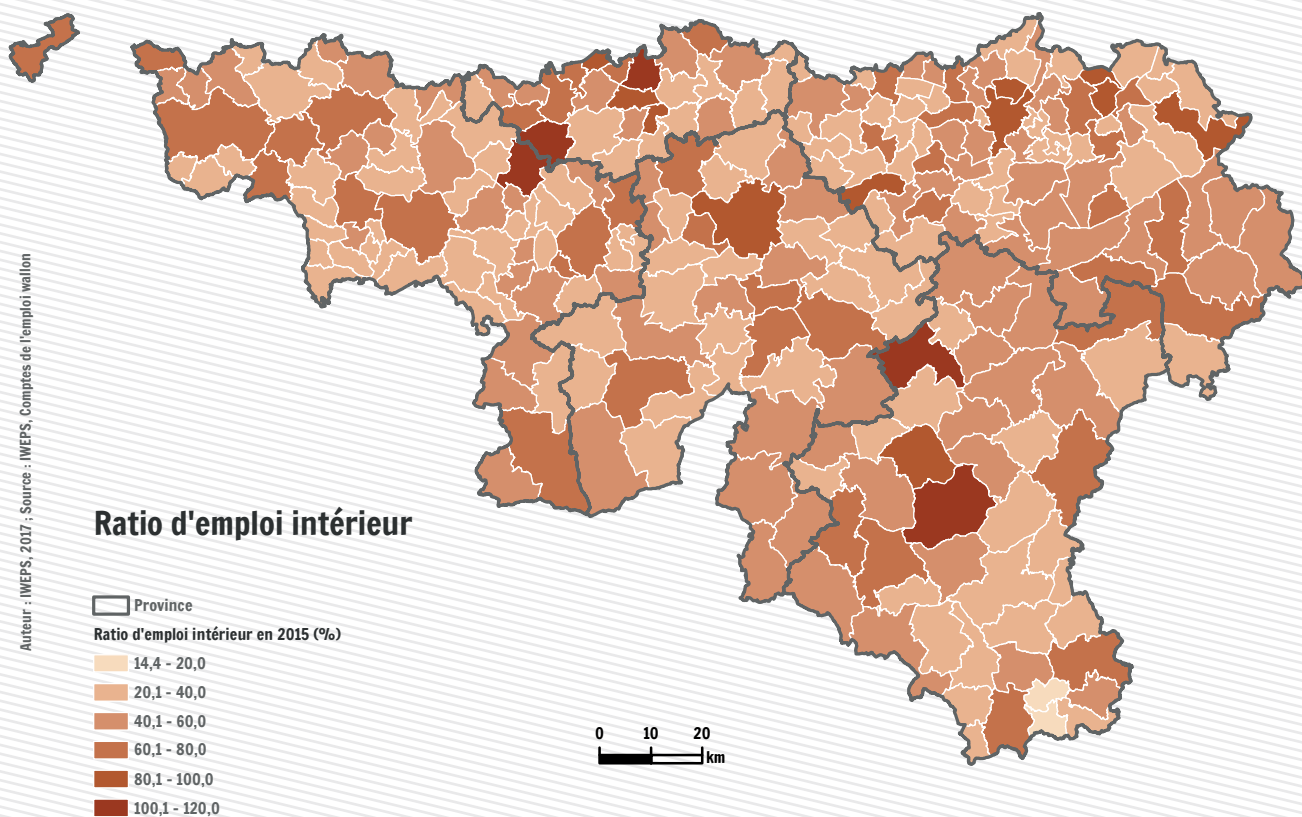 Auteur : IWEPS, 2017 ; Source : IWEPS, Comptes de l'emploi wallon
Ratio d'emploi intérieur
Province
Ratio d'emploi intérieur en 2015 (%)
14,4 - 20,0
20,1 - 40,0
40,1 - 60,0
60,1 - 80,0
80,1 - 100,0
100,1 - 120,0
0 10 20
km